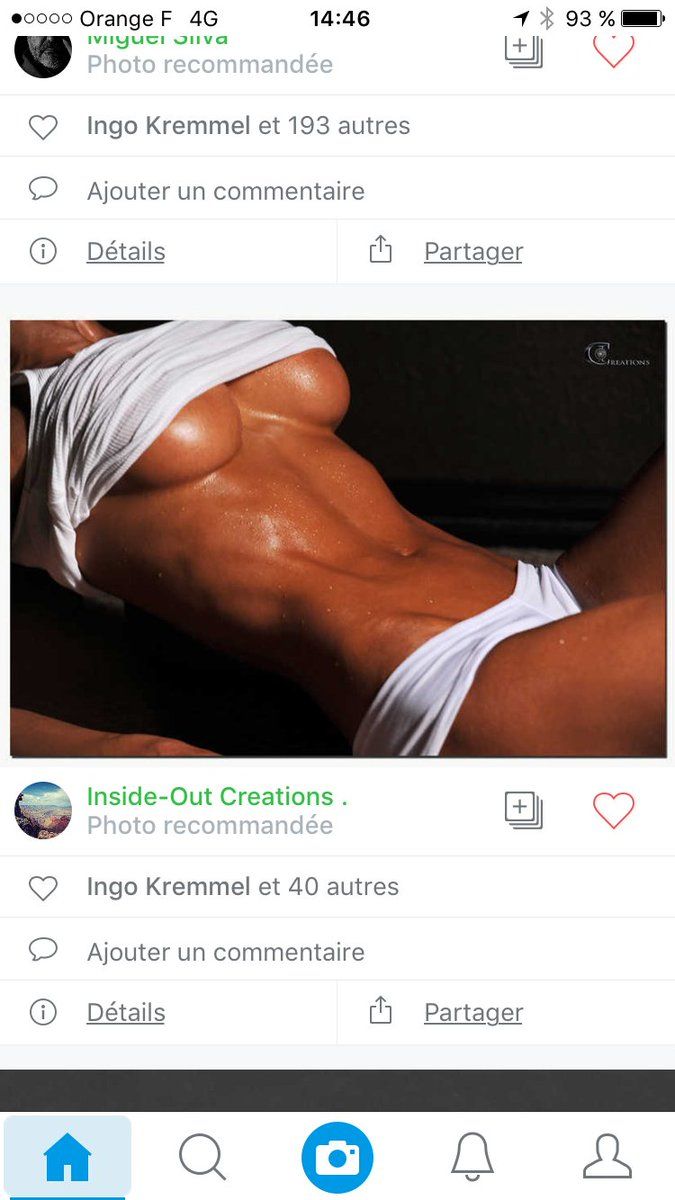 Orange F 4G 14:46 93 %
Miguel Silva
Photo recommandée
Ingo Kremmel et 193 autres
Ajouter un commentaire
Détails
Partager
CREATIONS
Inside-Out Creations .
Photo recommandée
Ingo Kremmel et 40 autres
Ajouter un commentaire
Détails
Partager